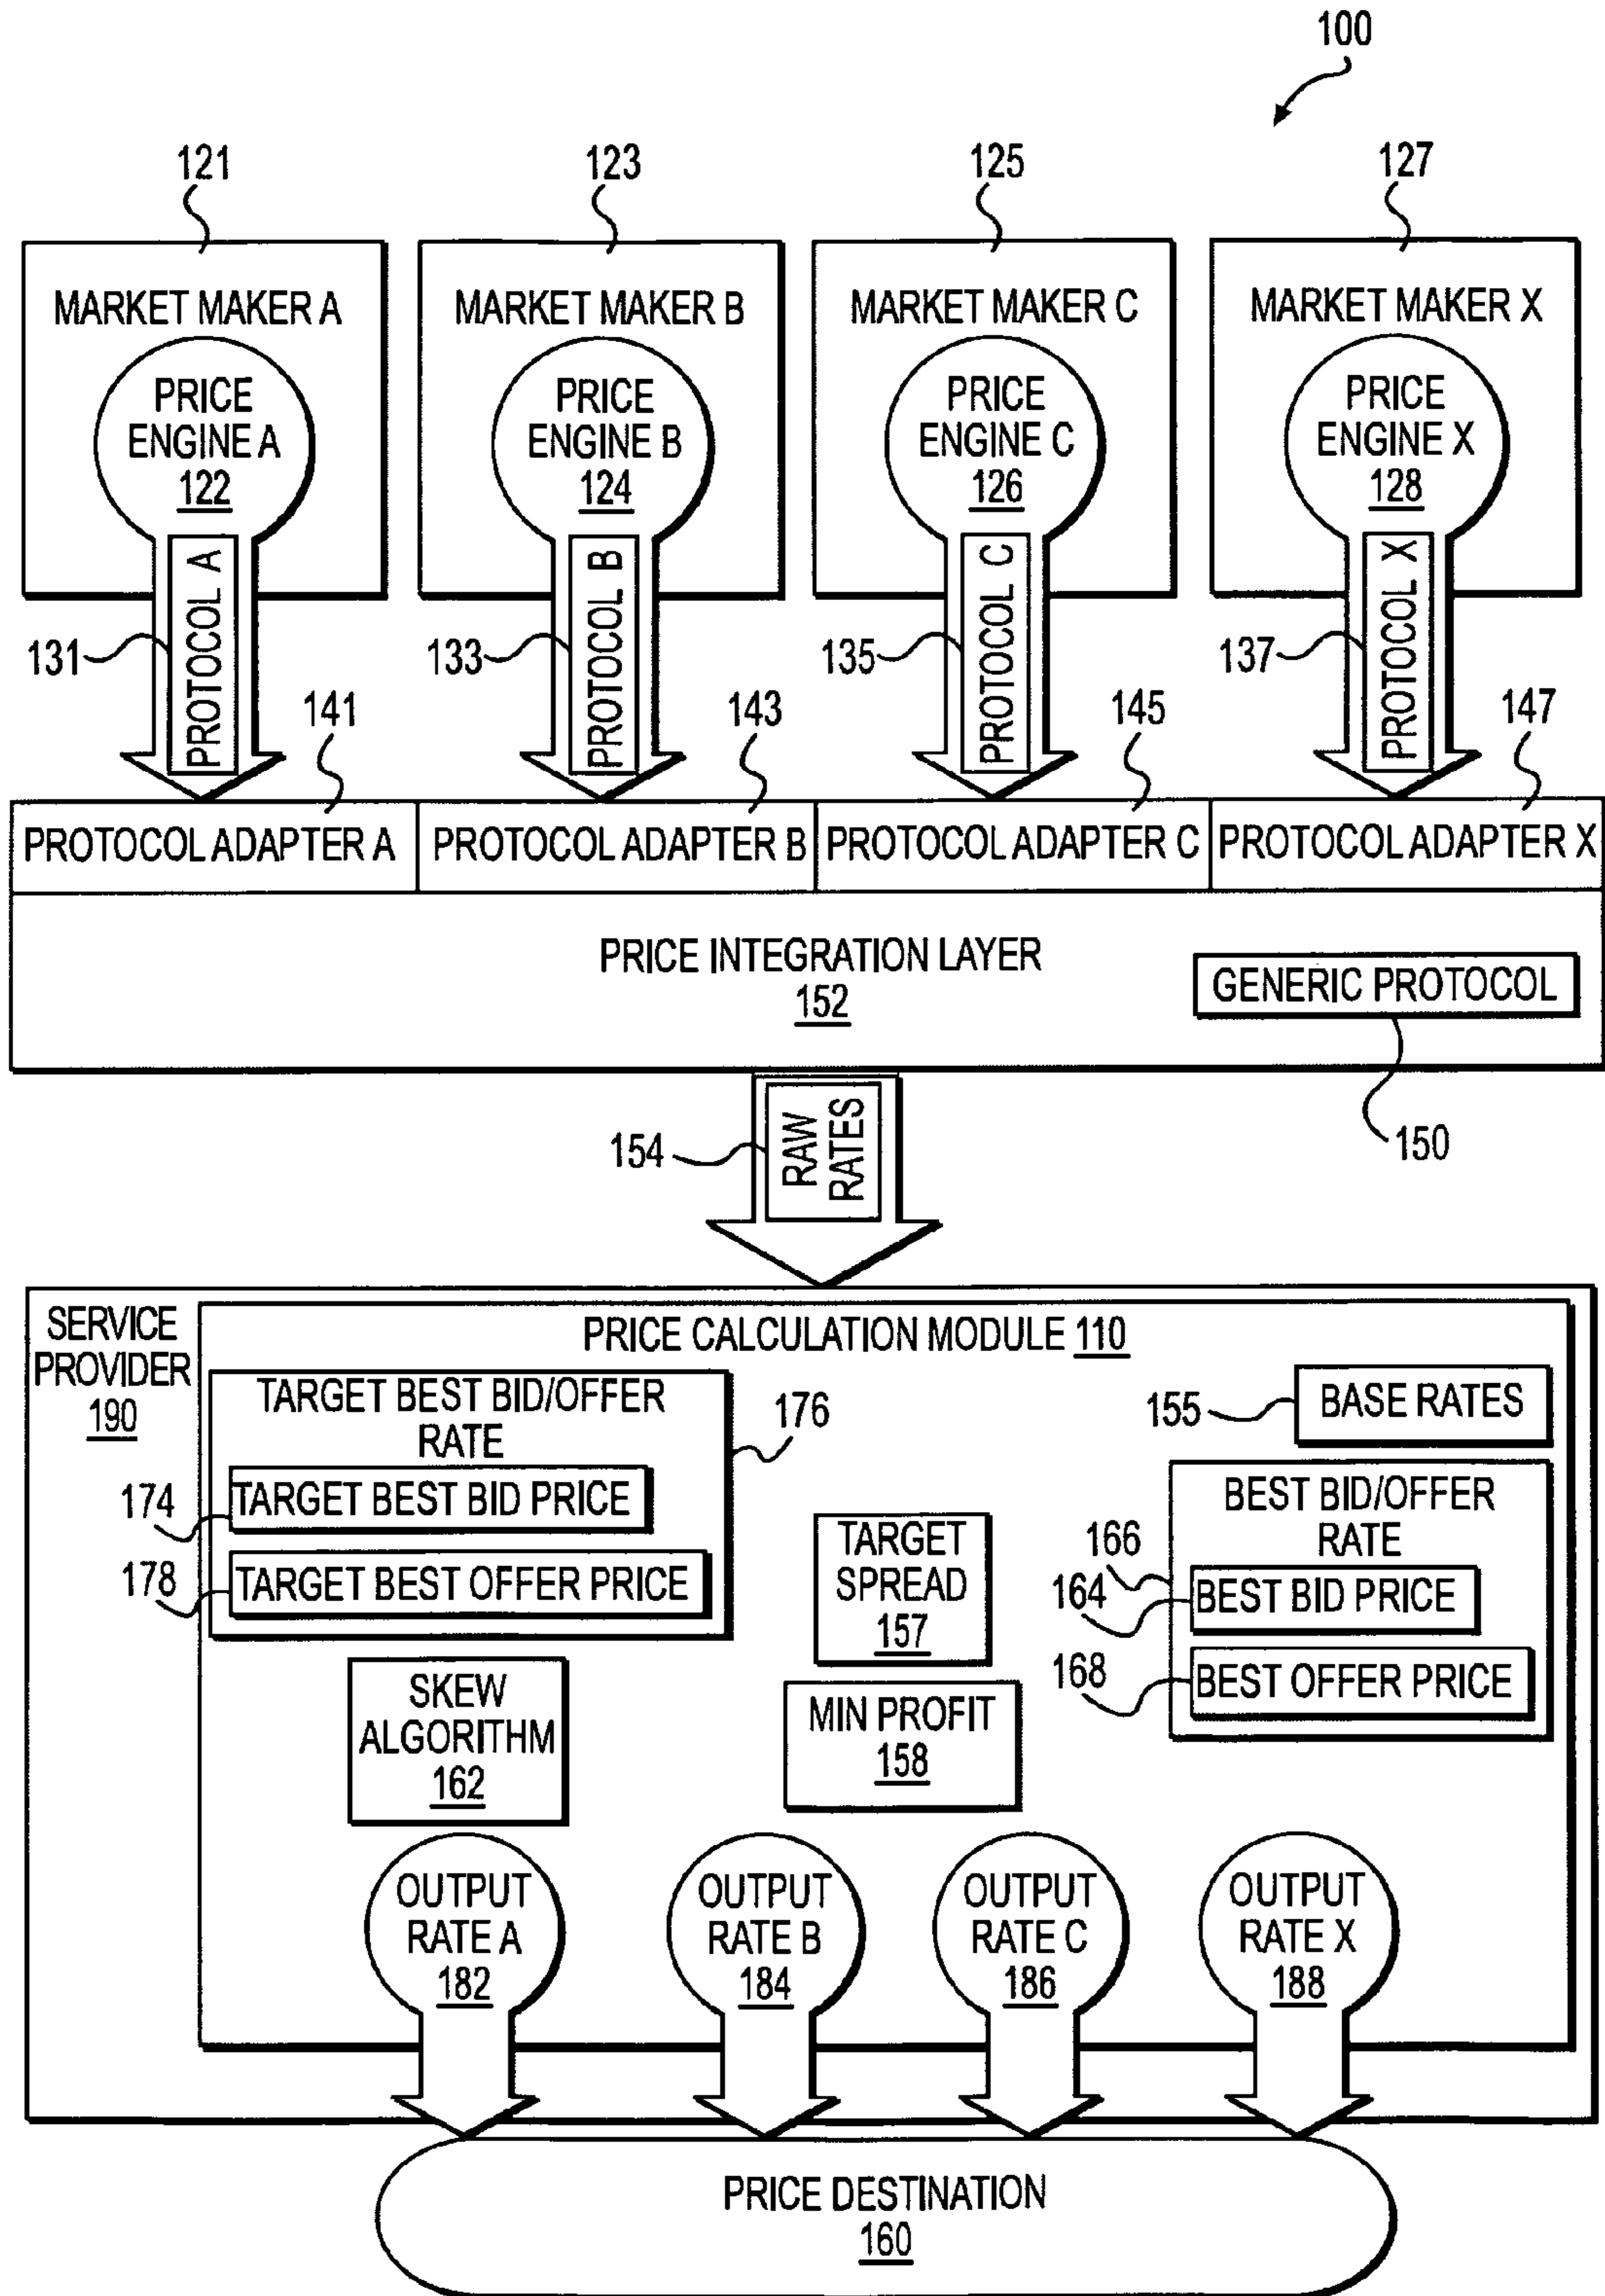 100
121
123
125
127
MARKET MAKER A
MARKET MAKER B
MARKET MAKER C
MARKET MAKER X
PRICE
ENGINE A
122
PRICE
ENGINE B
124
PRICE
ENGINE C
126
PRICE
ENGINE X
128
131
PROTOCOL A
133
PROTOCOL B
135
PROTOCOL C
137
PROTOCOL X
141
143
145
147
PROTOCOL ADAPTER A
PROTOCOL ADAPTER B
PROTOCOL ADAPTER C
PROTOCOL ADAPTER X
PRICE INTEGRATION LAYER
152
GENERIC PROTOCOL
150
154
RAW
RATES
SERVICE
PROVIDER
190
PRICE CALCULATION MODULE 110
TARGET BEST BID/OFFER
RATE
176
174
TARGET BEST BID PRICE
178
TARGET BEST OFFER PRICE
155
BASE RATES
TARGET
SPREAD
157
BEST BID/OFFER
RATE
166
164
BEST BID PRICE
168
BEST OFFER PRICE
SKEW
ALGORITHM
162
MIN PROFIT
158
OUTPUT
RATE A
182
OUTPUT
RATE B
184
OUTPUT
RATE C
186
OUTPUT
RATE X
188
PRICE DESTINATION
160